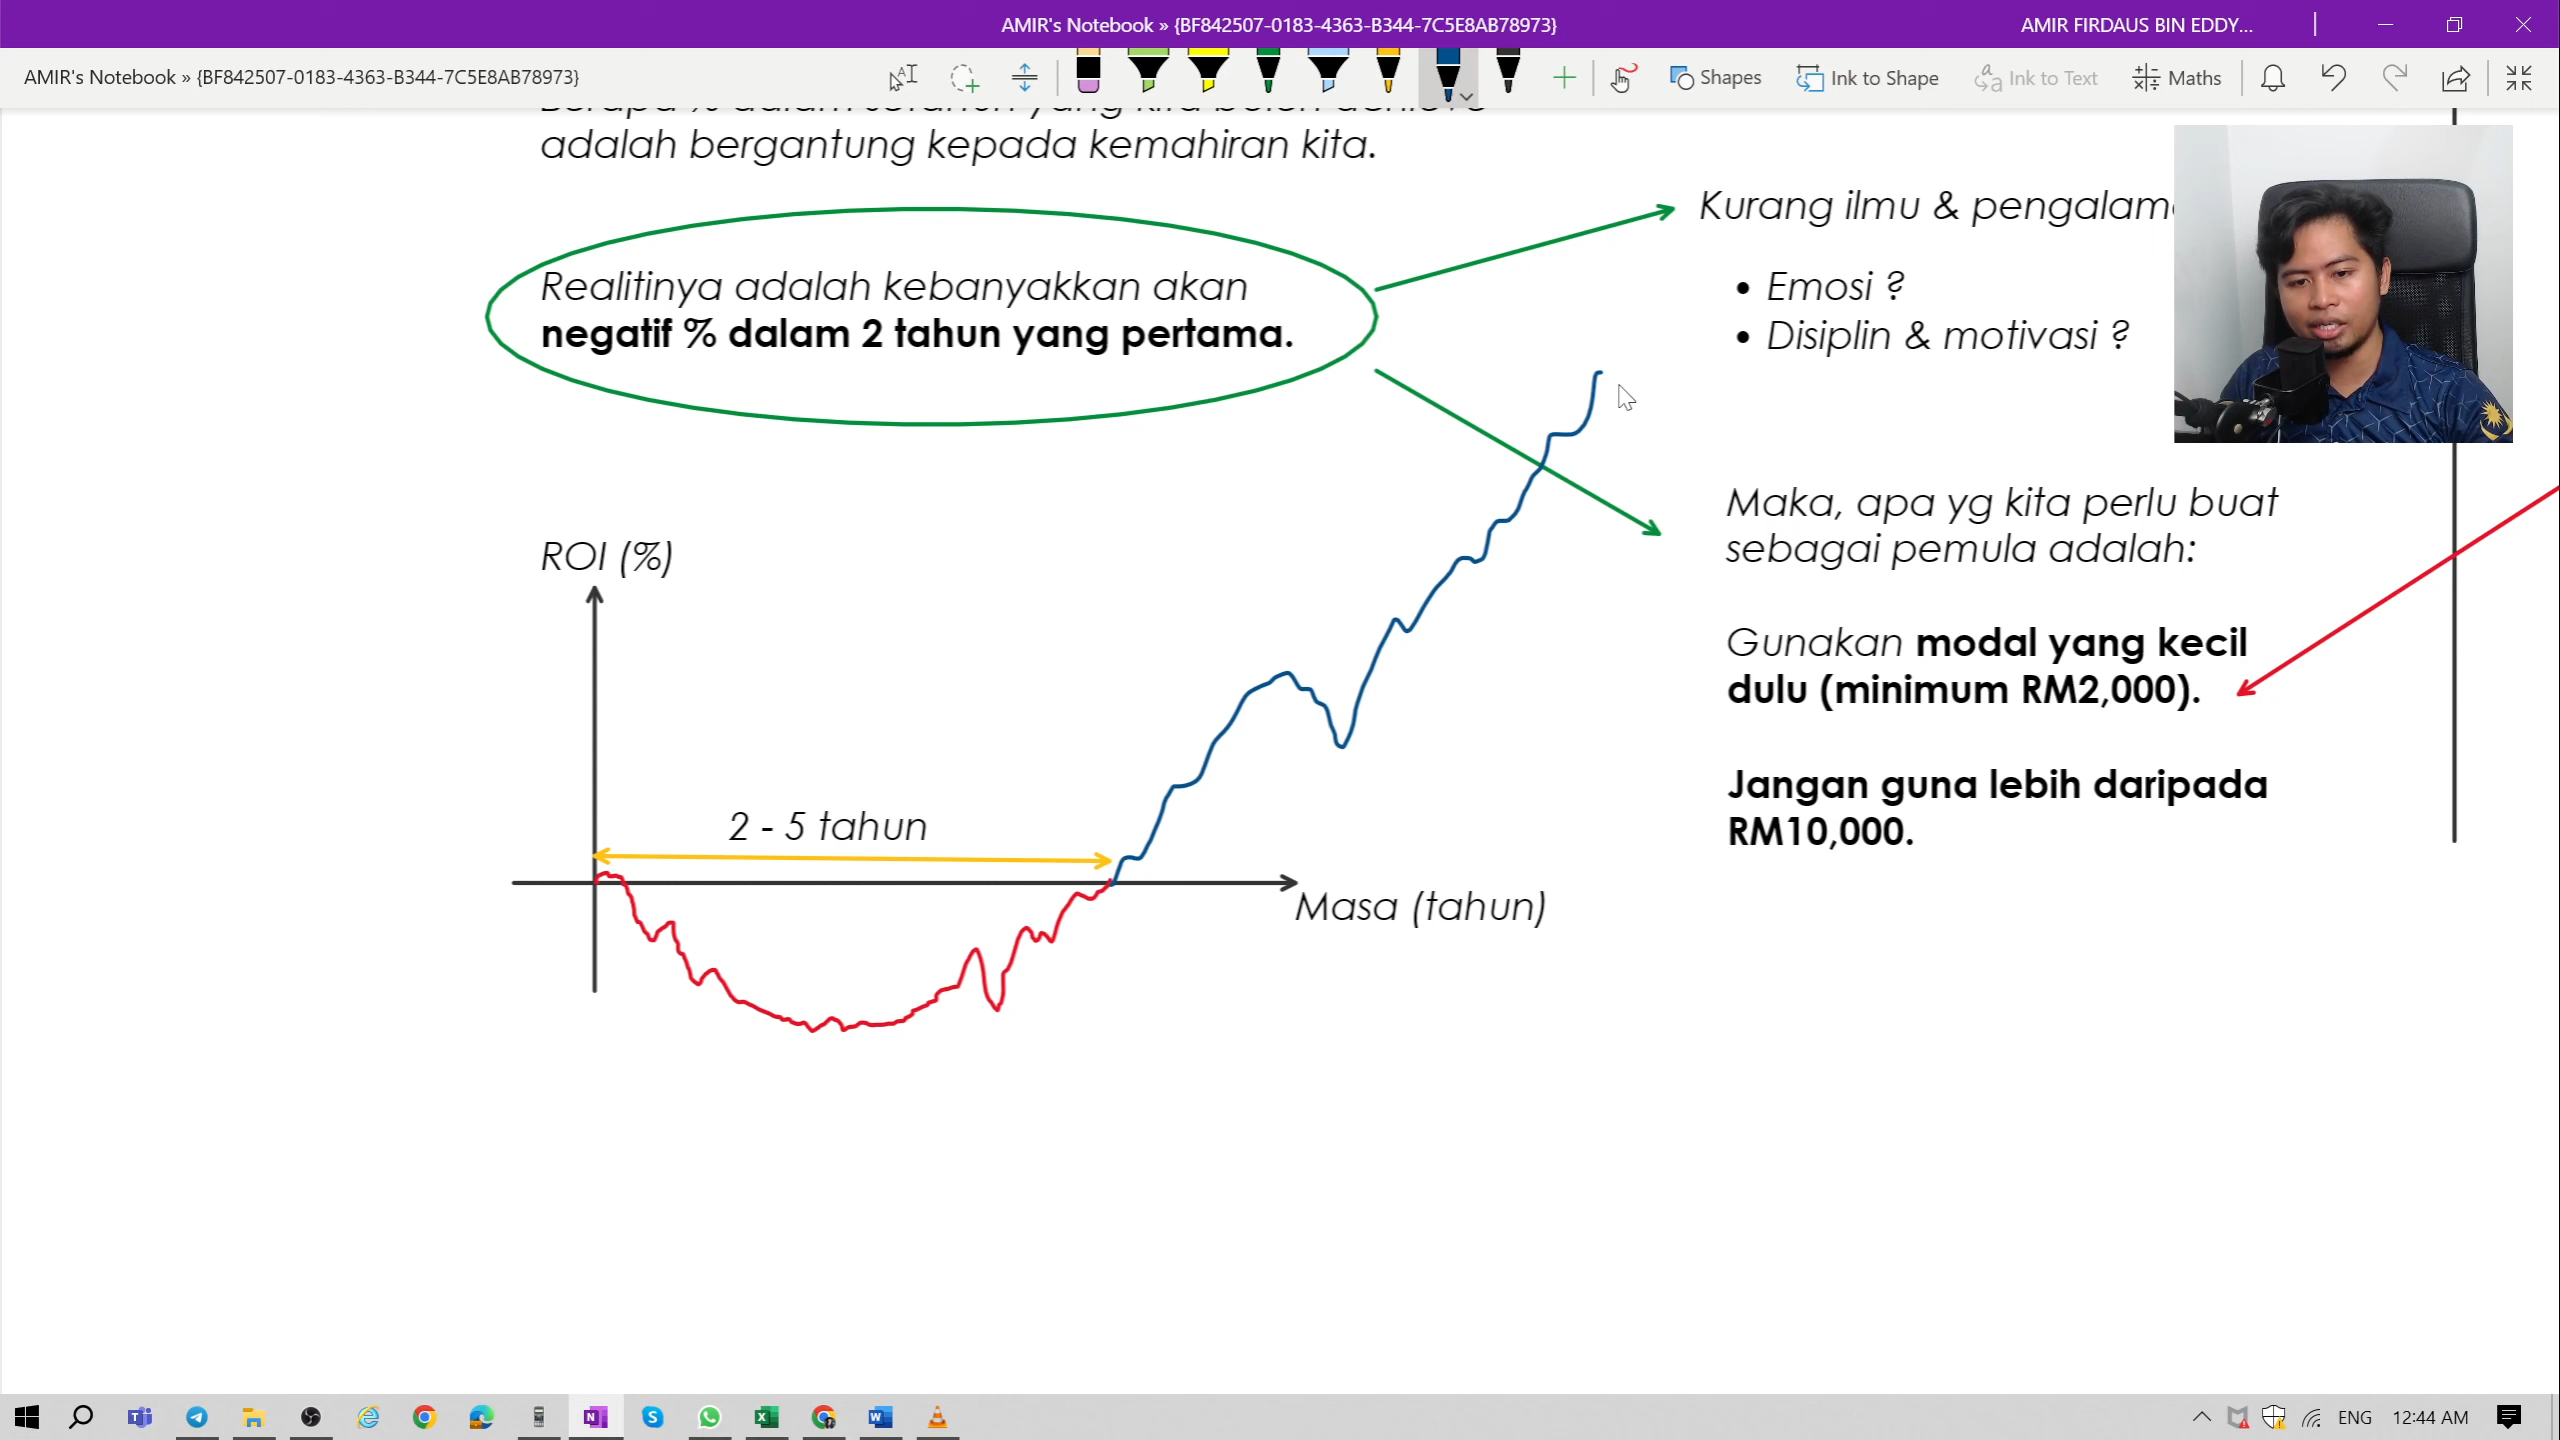 AMIR's Notebook » {BF842507-0183-4363-B344-7C5E8AB78973}
AMIR FIRDAUS BIN EDDY...
AMIR's Notebook » {BF842507-0183-4363-B344-7C5E8AB78973}
Shapes
Ink to Shape
Ink to Text
Maths
adalah bergantung kepada kemahiran kita.
Realitinya adalah kebanyakkan akan
negatif % dalam 2 tahun yang pertama.
Kurang ilmu &
• Emosi ?
• Disiplin & motivasi ?
Maka, apa yg kita perlu buat
sebagai pemula adalah:
Gunakan modal yang kecil
dulu (minimum RM2,000).
Jangan guna lebih daripada
RM10,000.
ROI (%)
2 - 5 tahun
Masa (tahun)
ENG
12:44 AM